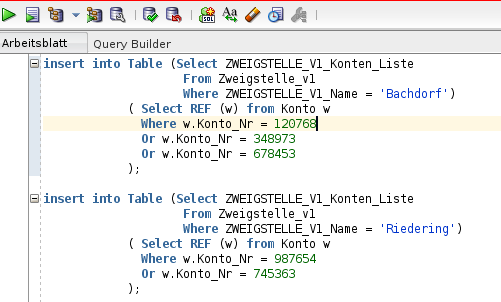 SQL
Aa
Arbeitsblatt
Query Builder
insert into Table (Select ZWEIGSTELLE_V1_Konten_Liste
From Zweigstelle_v1
Where ZWEIGSTELLE_V1_Name = 'Bachdorf')
( Select REF (w) from Konto w
Where w.Konto_Nr = 120768
Or w.Konto_Nr = 348973
Or w.Konto_Nr = 678453
);
insert into Table (Select ZWEIGSTELLE_V1_Konten_Liste
From Zweigstelle_v1
Where ZWEIGSTELLE_V1_Name = 'Riedering')
( Select REF (w) from Konto w
Where w.Konto_Nr = 987654
Or w.Konto_Nr = 745363
);